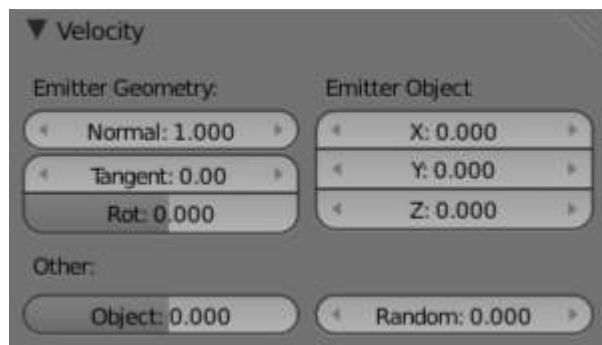 Velocity
Emitter Geometry:
Emitter Object
Normal: 1.000
X: 0.000
Tangent: 0.00
Y: 0.000
Rot: 0.000
Z: 0.000
Other:
Object: 0.000
Random: 0.000